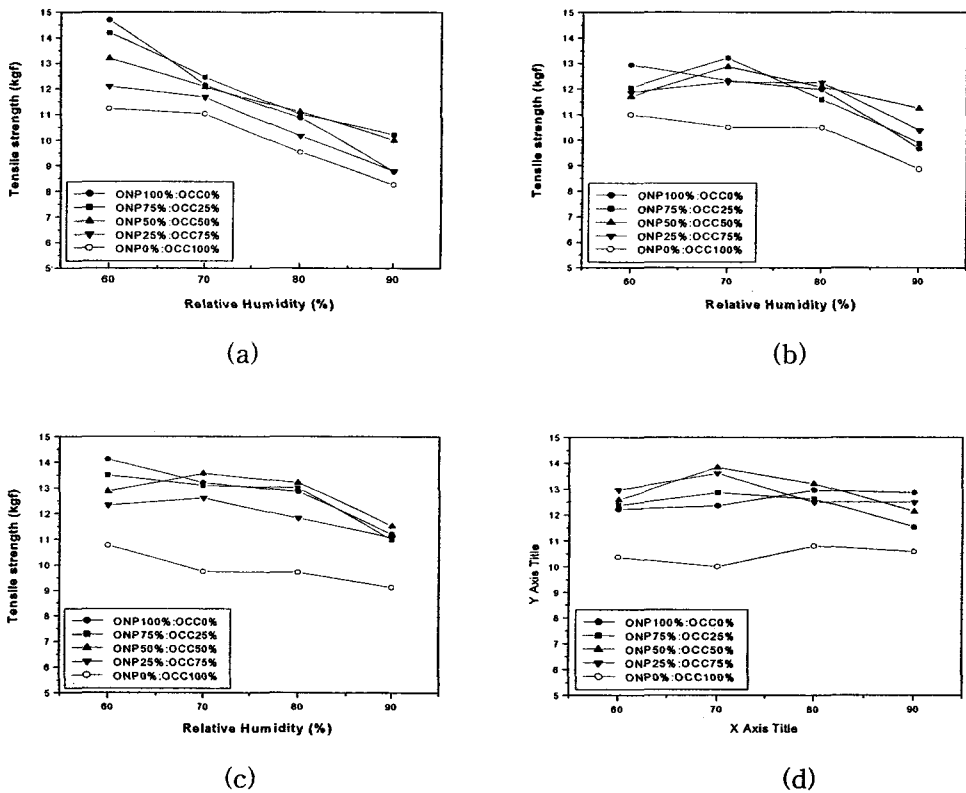 15
14
13
12
11
10
9
8
7
6
5
Tensile strength (kgf)
ONP100%:OCC0%
ONP75%:OCC25%
ONP50%:OCC50%
ONP25%:OCC75%
ONP0%:OCC100%
60 70 80 90
Relative Humidity (%)
(a)
15
14
13
12
11
10
9
8
7
6
5
Tensile strength (kgf)
ONP100%:OCC0%
ONP75%:OCC25%
ONP50%:OCC50%
ONP25%:OCC75%
ONP0%:OCC100%
60 70 80 90
Relative Humidity (%)
(b)
15
14
13
12
11
10
9
8
7
6
5
Tensile strength (kgf)
ONP100%:OCC0%
ONP75%:OCC25%
ONP50%:OCC50%
ONP25%:OCC75%
ONP0%:OCC100%
60 70 80 90
Relative Humidity (%)
(c)
15
14
13
12
11
10
9
8
7
6
5
Y Axis Title
ONP100%:OCC0%
ONP75%:OCC25%
ONP50%:OCC50%
ONP25%:OCC75%
ONP0%:OCC100%
60 70 80 90
X Axis Title
(d)